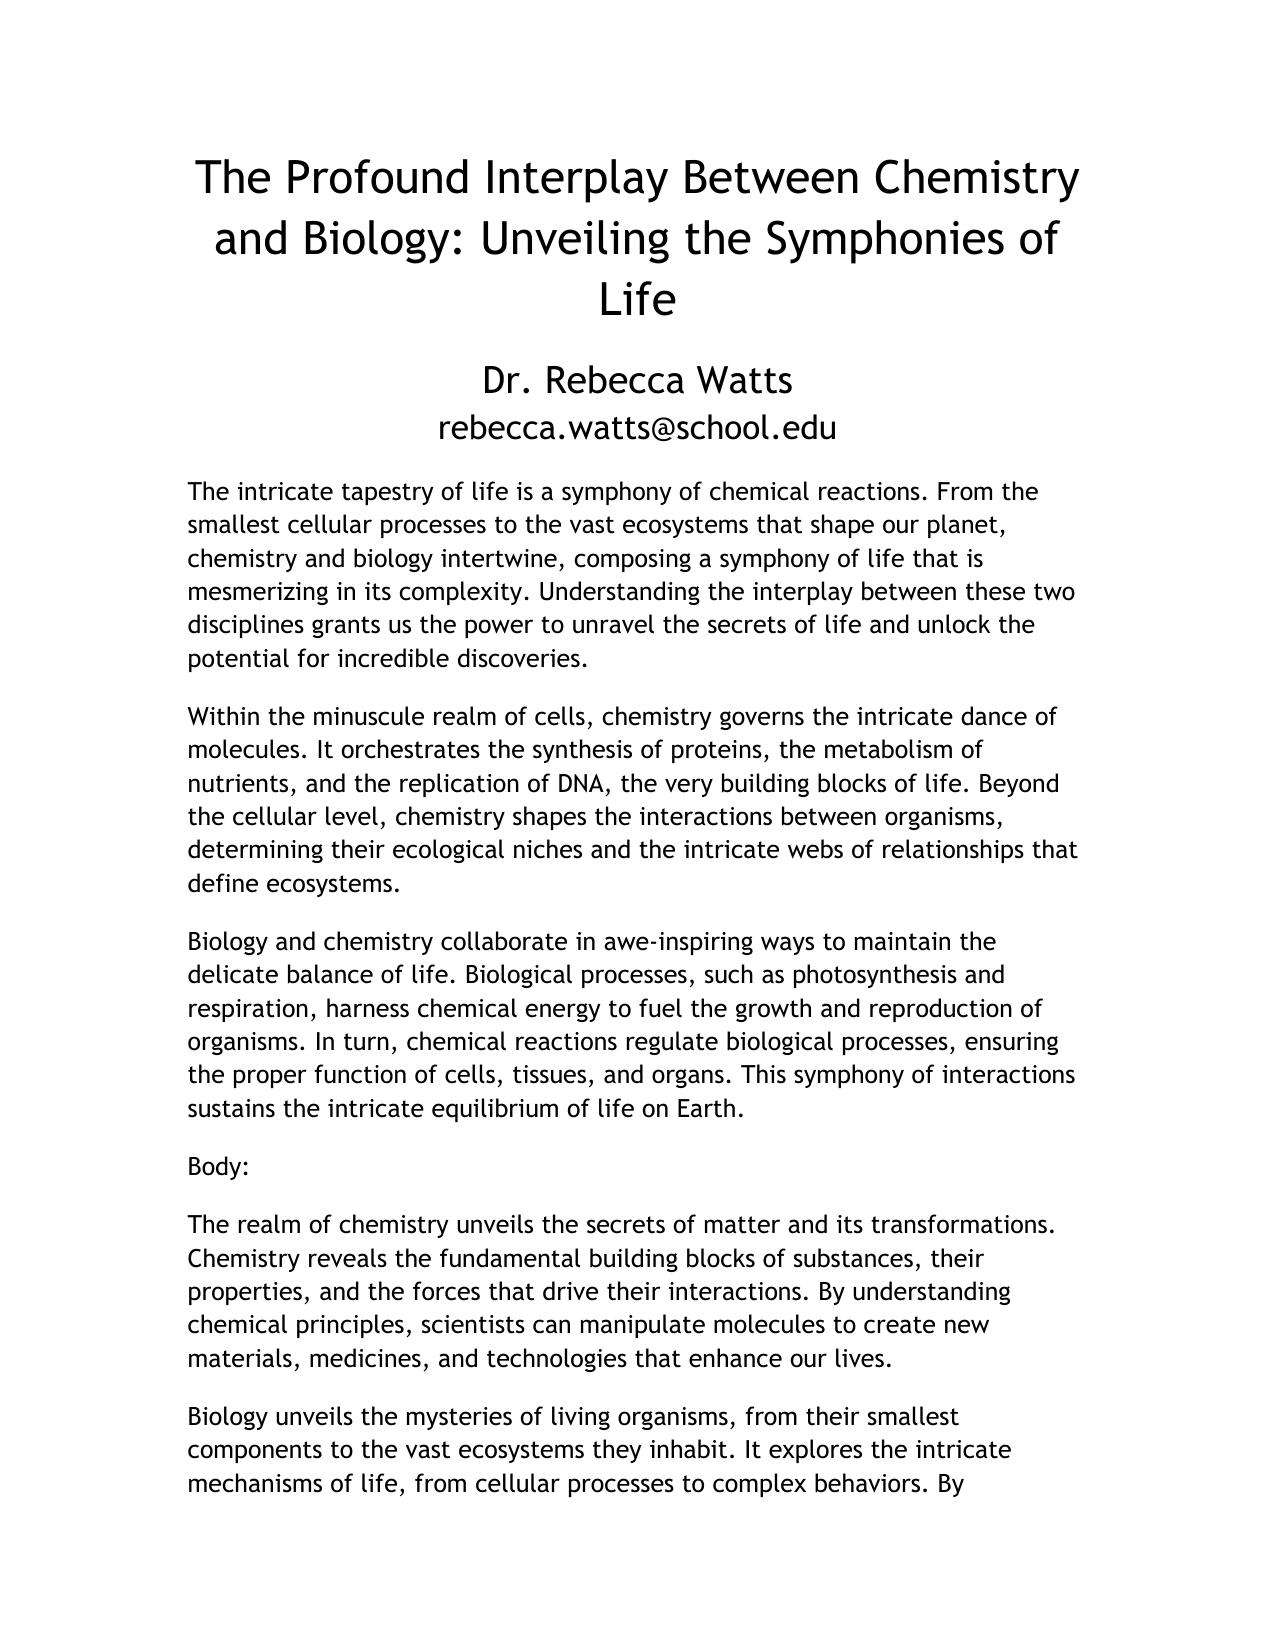 The Profound Interplay Between Chemistry
and Biology: Unveiling the Symphonies of
Life
Dr. Rebecca Watts
rebecca.watts@school.edu
The intricate tapestry of life is a symphony of chemical reactions. From the
smallest cellular processes to the vast ecosystems that shape our planet,
chemistry and biology intertwine, composing a symphony of life that is
mesmerizing in its complexity. Understanding the interplay between these two
disciplines grants us the power to unravel the secrets of life and unlock the
potential for incredible discoveries.
Within the minuscule realm of cells, chemistry governs the intricate dance of
molecules. It orchestrates the synthesis of proteins, the metabolism of
nutrients, and the replication of DNA, the very building blocks of life. Beyond
the cellular level, chemistry shapes the interactions between organisms,
determining their ecological niches and the intricate webs of relationships that
define ecosystems.
Biology and chemistry collaborate in awe-inspiring ways to maintain the
delicate balance of life. Biological processes, such as photosynthesis and
respiration, harness chemical energy to fuel the growth and reproduction of
organisms. In turn, chemical reactions regulate biological processes, ensuring
the proper function of cells, tissues, and organs. This symphony of interactions
sustains the intricate equilibrium of life on Earth.
Body:
The realm of chemistry unveils the secrets of matter and its transformations.
Chemistry reveals the fundamental building blocks of substances, their
properties, and the forces that drive their interactions. By understanding
chemical principles, scientists can manipulate molecules to create new
materials, medicines, and technologies that enhance our lives.
Biology unveils the mysteries of living organisms, from their smallest
components to the vast ecosystems they inhabit. It explores the intricate
mechanisms of life, from cellular processes to complex behaviors. By